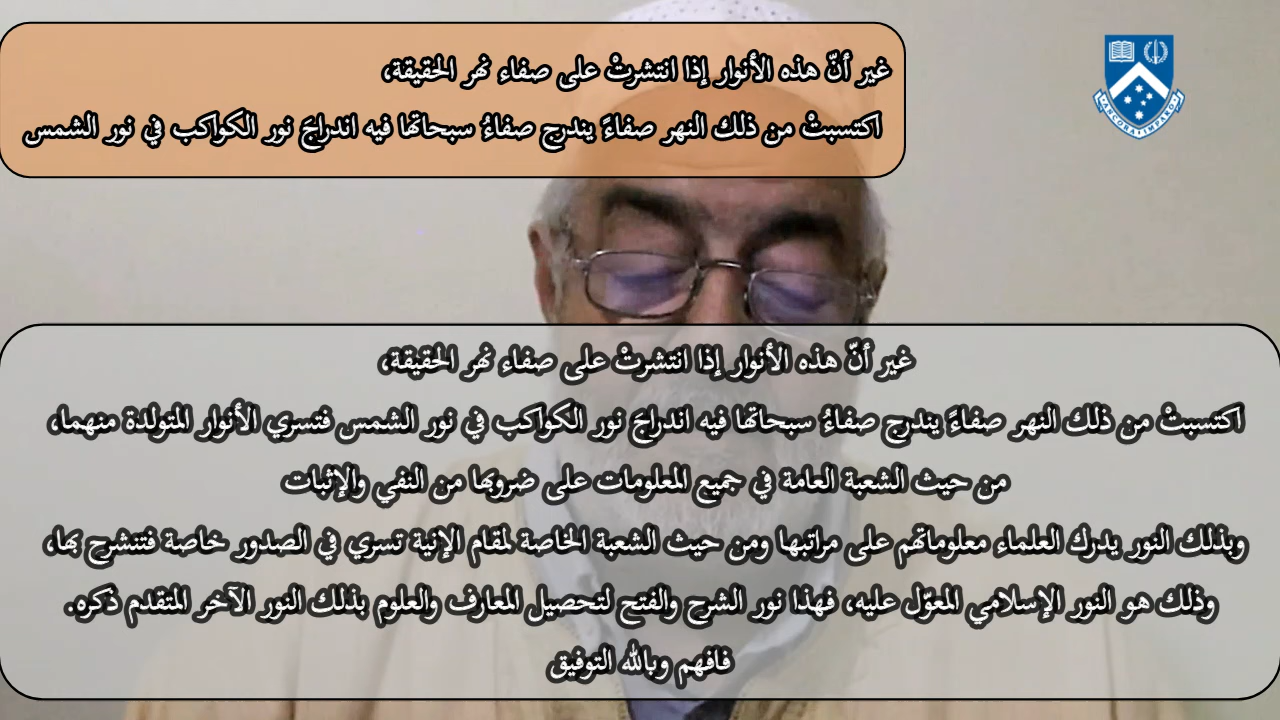 غير أنّ هذه الأنوار إذا انتشرتْ على صفاء نهر الحقيقة،
اكتسبتْ من ذلك النهر صفاءً يندرج صفاءُ سبحاتها فيه اندراجَ نور الكواكب في نور الشمس
غير أنّ هذه الأنوار إذا انتشرتْ على صفاء نهر الحقيقة،
اكتسبتْ من ذلك النهر صفاءً يندرج صفاءُ سبحاتها فيه اندراجَ نور الكواكب في نور الشمس فتسري الأنوار المتولدة منهما،
من حيث الشعبة العامة في جميع المعلومات على ضروبها من النفي والإثبات
وبذلك النور يدرك العلماء معلوماتهم على مراتبها ومن حيث الشعبة الخاصة لمقام الإنية تسري في الصدور خاصة فتنشرح بها،
وذلك هو النور الإسلامي المعوّل عليه، فهذا نور الشرح والفتح لتحصيل المعارف والعلوم بذلك النور الآخر المتقدم ذكره.
فافهم وبالله التوفيق